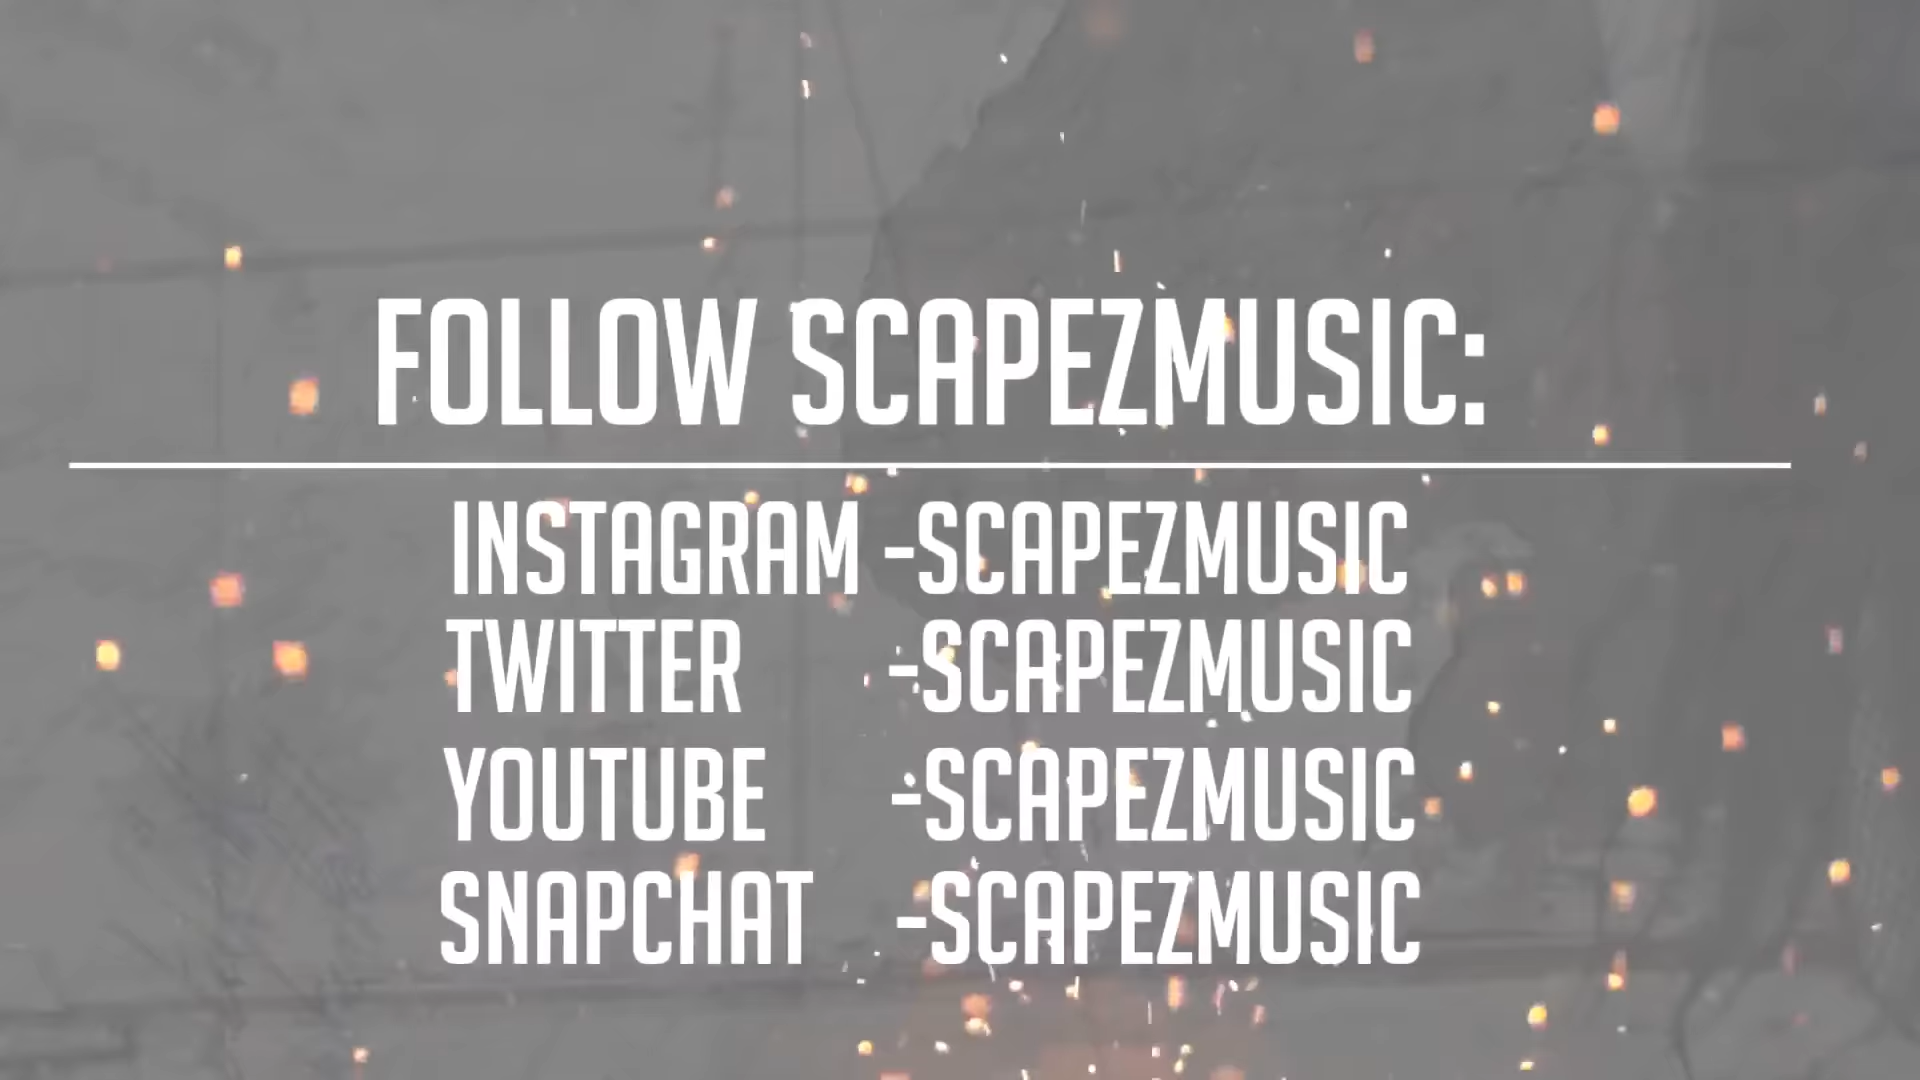 FOLLOW SCAPEZMUSIC:
INSTAGRAM -SCAPEZMUSIC
TWITTER -SCAPEZMUSIC
YOUTUBE -SCAPEZMUSIC
SNAPCHAT -SCAPEZMUSIC